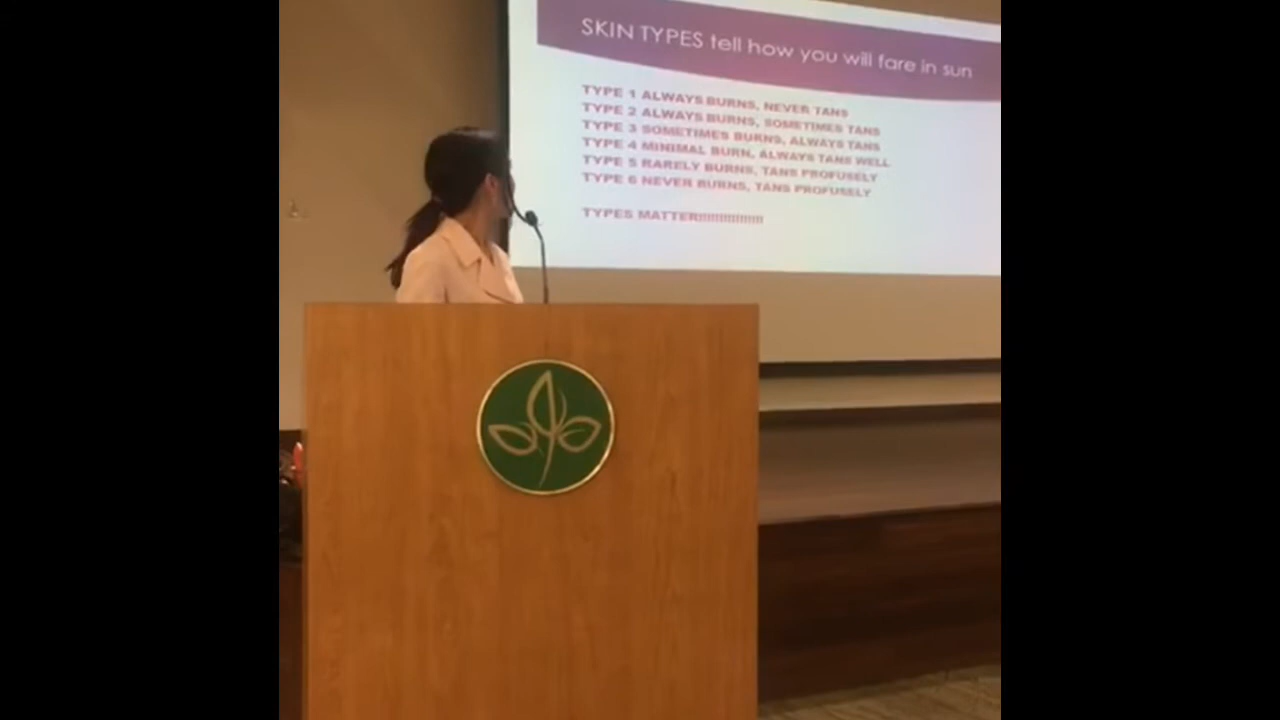 SKIN TYPES tell how you will fare in sun
TYPE 1 ALWAYS BURNS, NEVER TANS
TYPE 2 ALWAYS BURNS, SOMETIMES TANS
TYPE 3 SOMETIMES BURNS, ALWAYS TANS
TYPE 4 MINIMAL BURN, ALWAYS TANS WELL
TYPE 5 RARELY BURNS, TANS PROFUSELY
TYPE 6 NEVER BURNS, TANS PROFUSELY
TYPES MATTER!!!!!!!!!!!!!!!!